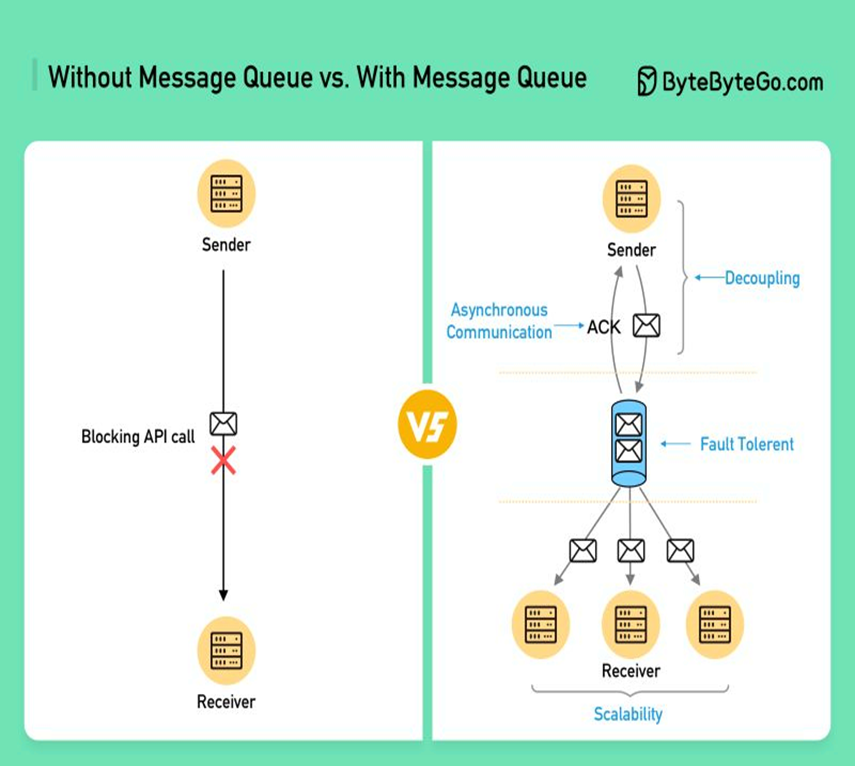 Without Message Queue vs. With Message Queue
ByteByteGo.com
Sender
Blocking API call
Receiver
VS
Sender
Decoupling
Asynchronous
Communication
ACK
Fault Tolerent
Receiver
Scalability